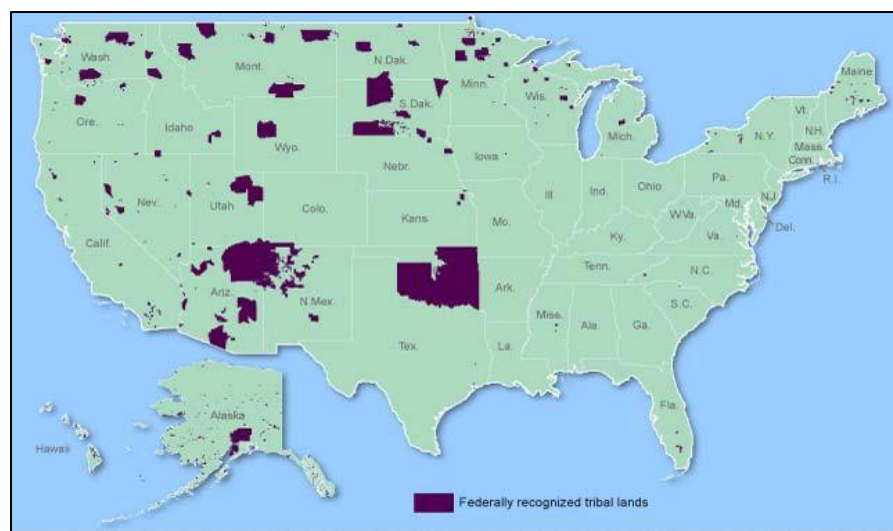 Wash.
Mont.
N.Dak.
Minn.
Maine
Ore.
Idaho
S.Dak.
Wis.
Vt.
Wyo.
Mich.
N.Y.
N.H.
Mass.
Conn.
R.I.
Nebr.
Iowa
Nev.
Utah
Colo.
Ill.
Ind.
Ohio
Pa.
N.J.
Md.
Del.
Calif.
Kans.
Mo.
W.Va.
Va.
Ky.
Ariz.
N.Mex.
Ark.
Tenn.
N.C.
S.C.
Tex.
La.
Miss.
Ala.
Ga.
Fla.
Alaska
Hawaii
Federally recognized tribal lands